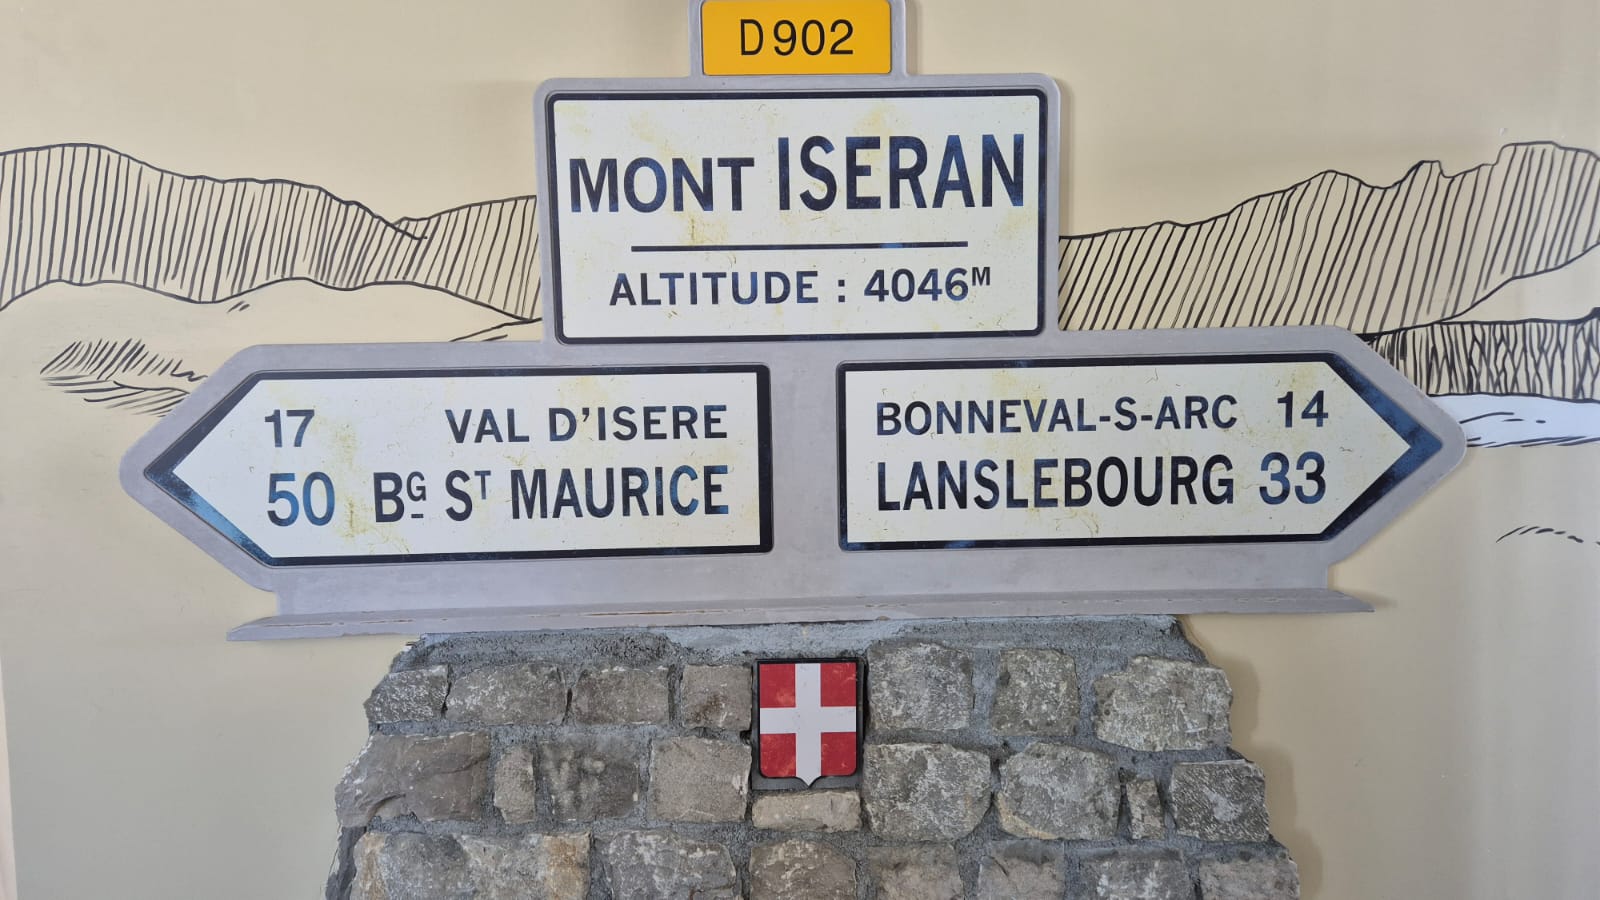 D902
MONT ISERAN
ALTITUDE : 4046M
17 VAL D'ISERE
50 BG ST MAURICE
BONNEVAL-S-ARC 14
LANSLEBOURG 33